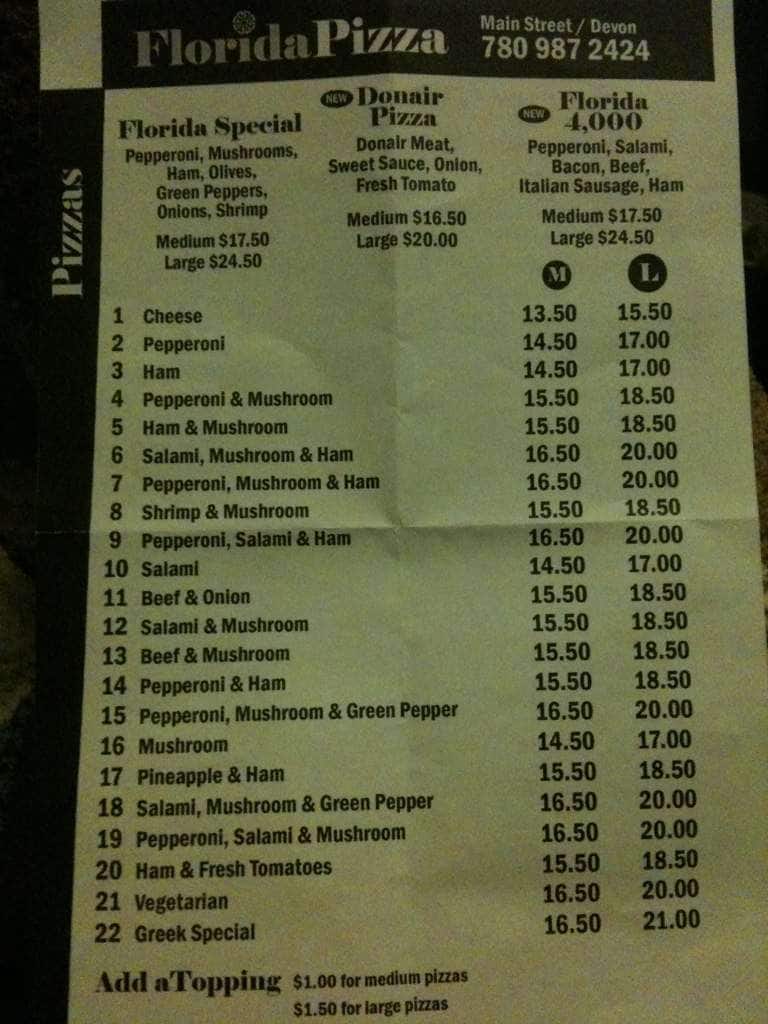 Florida Pizza
Main Street / Devon
780 987 2424
Pizzas
Florida Special
Pepperoni, Mushrooms,
Ham, Olives,
Green Peppers,
Onions, Shrimp
Medium $17.50
Large $24.50
NEW Donair
Pizza
Donair Meat,
Sweet Sauce, Onion,
Fresh Tomato
Medium $16.50
Large $20.00
NEW Florida
4,000
Pepperoni, Salami,
Bacon, Beef,
Italian Sausage, Ham
Medium $17.50
Large $24.50
M L
1 Cheese 13.50 15.50
2 Pepperoni 14.50 17.00
3 Ham 14.50 17.00
4 Pepperoni & Mushroom 15.50 18.50
5 Ham & Mushroom 15.50 18.50
6 Salami, Mushroom & Ham 16.50 20.00
7 Pepperoni, Mushroom & Ham 16.50 20.00
8 Shrimp & Mushroom 15.50 18.50
9 Pepperoni, Salami & Ham 16.50 20.00
10 Salami 14.50 17.00
11 Beef & Onion 15.50 18.50
12 Salami & Mushroom 15.50 18.50
13 Beef & Mushroom 15.50 18.50
14 Pepperoni & Ham 15.50 18.50
15 Pepperoni, Mushroom & Green Pepper 16.50 20.00
16 Mushroom 14.50 17.00
17 Pineapple & Ham 15.50 18.50
18 Salami, Mushroom & Green Pepper 16.50 20.00
19 Pepperoni, Salami & Mushroom 16.50 20.00
20 Ham & Fresh Tomatoes 15.50 18.50
21 Vegetarian 16.50 20.00
22 Greek Special 16.50 21.00
Add a Topping $1.00 for medium pizzas
$1.50 for large pizzas